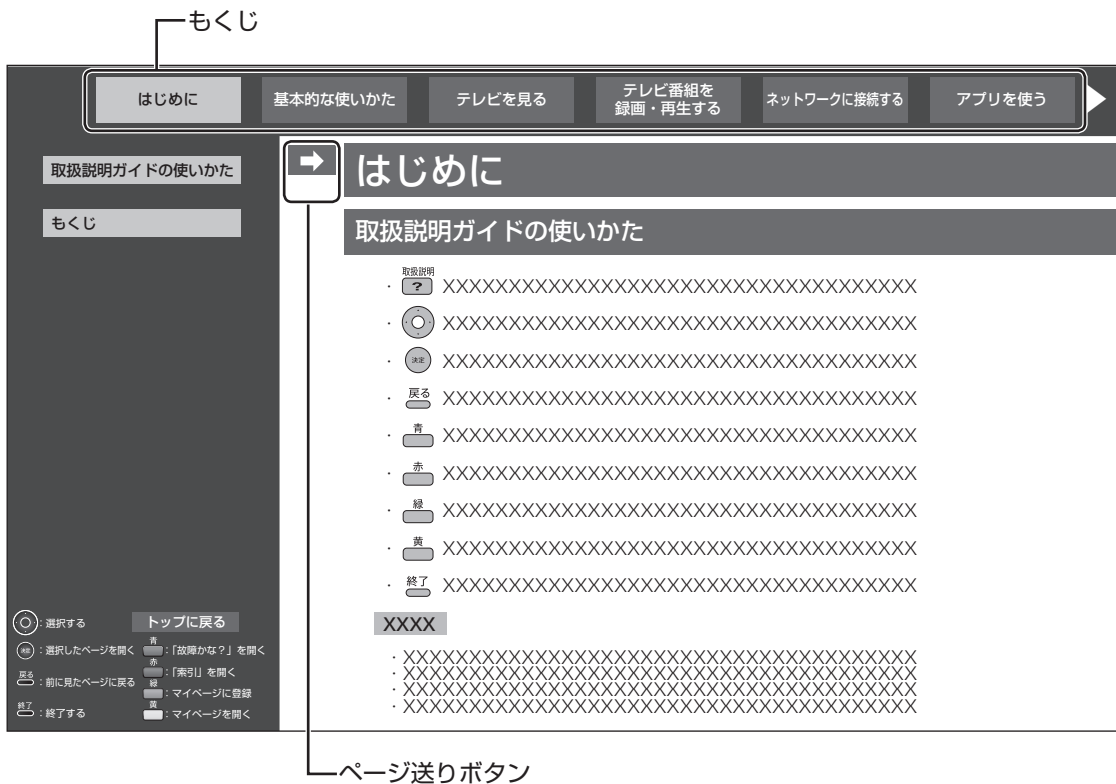 もくじ
はじめに
基本的な使いかた
テレビを見る
テレビ番組を
録画・再生する
ネットワークに接続する
アプリを使う
取扱説明ガイドの使いかた
もくじ
はじめに
取扱説明ガイドの使いかた
・ 取扱説明 ? XXXXXXXXXXXXXXXXXXXXXXXXXXXXXXXXXXXX
・ XXXXXXXXXXXXXXXXXXXXXXXXXXXXXXXXXXXX
・ 決定 XXXXXXXXXXXXXXXXXXXXXXXXXXXXXXXXXXXX
・ 戻る XXXXXXXXXXXXXXXXXXXXXXXXXXXXXXXXXXXX
・ 青 XXXXXXXXXXXXXXXXXXXXXXXXXXXXXXXXXXXX
・ 赤 XXXXXXXXXXXXXXXXXXXXXXXXXXXXXXXXXXXX
・ 緑 XXXXXXXXXXXXXXXXXXXXXXXXXXXXXXXXXXXX
・ 黄 XXXXXXXXXXXXXXXXXXXXXXXXXXXXXXXXXXXX
・ 終了 XXXXXXXXXXXXXXXXXXXXXXXXXXXXXXXXXXXX
XXXX
・XXXXXXXXXXXXXXXXXXXXXXXXXXXXXXXXXXXXXXX
・XXXXXXXXXXXXXXXXXXXXXXXXXXXXXXXXXXXXXXX
・XXXXXXXXXXXXXXXXXXXXXXXXXXXXXXXXXXXXXXX
・XXXXXXXXXXXXXXXXXXXXXXXXXXXXXXXXXXXXXXX
：選択する
トップに戻る
決定：選択したページを開く
青：「故障かな？」を開く
赤：「索引」を開く
戻る：前に見たページに戻る
緑：マイページに登録
終了：終了する
黄：マイページを開く
ページ送りボタン